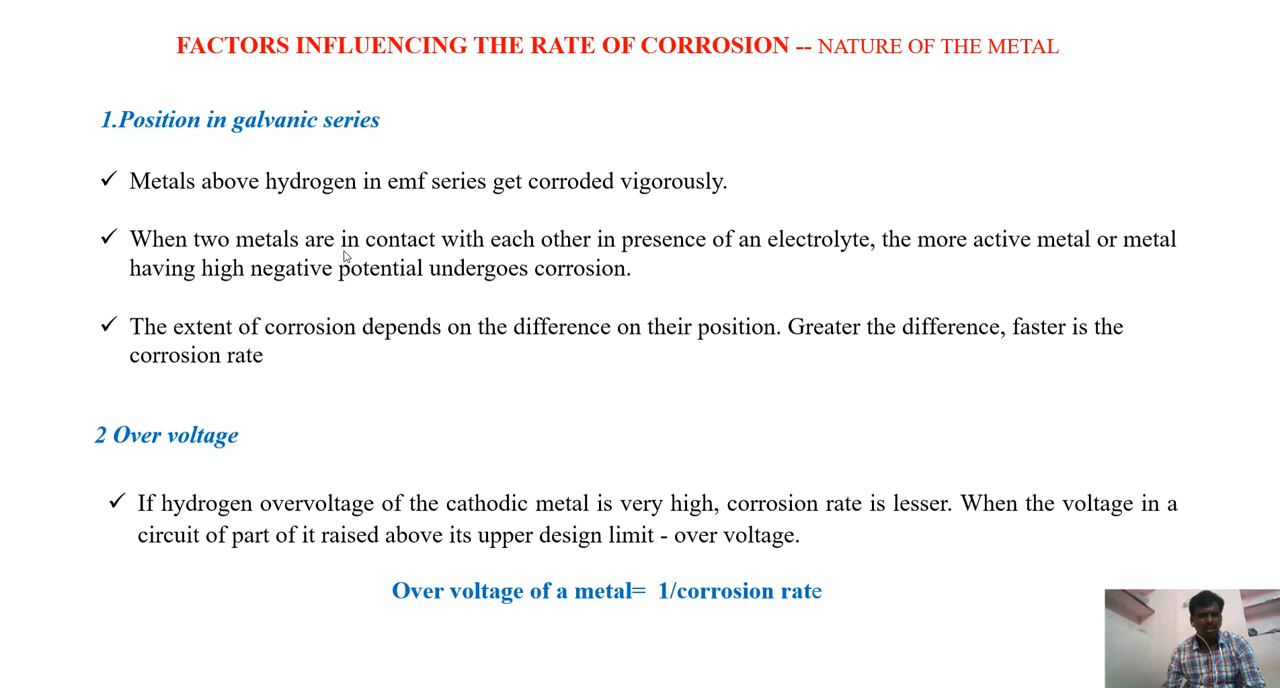 FACTORS INFLUENCING THE RATE OF CORROSION -- NATURE OF THE METAL
1.Position in galvanic series
✓ Metals above hydrogen in emf series get corroded vigorously.
✓ When two metals are in contact with each other in presence of an electrolyte, the more active metal or metal
having high negative potential undergoes corrosion.
✓ The extent of corrosion depends on the difference on their position. Greater the difference, faster is the
corrosion rate
2 Over voltage
✓ If hydrogen overvoltage of the cathodic metal is very high, corrosion rate is lesser. When the voltage in a
circuit of part of it raised above its upper design limit - over voltage.
Over voltage of a metal= 1/corrosion rate